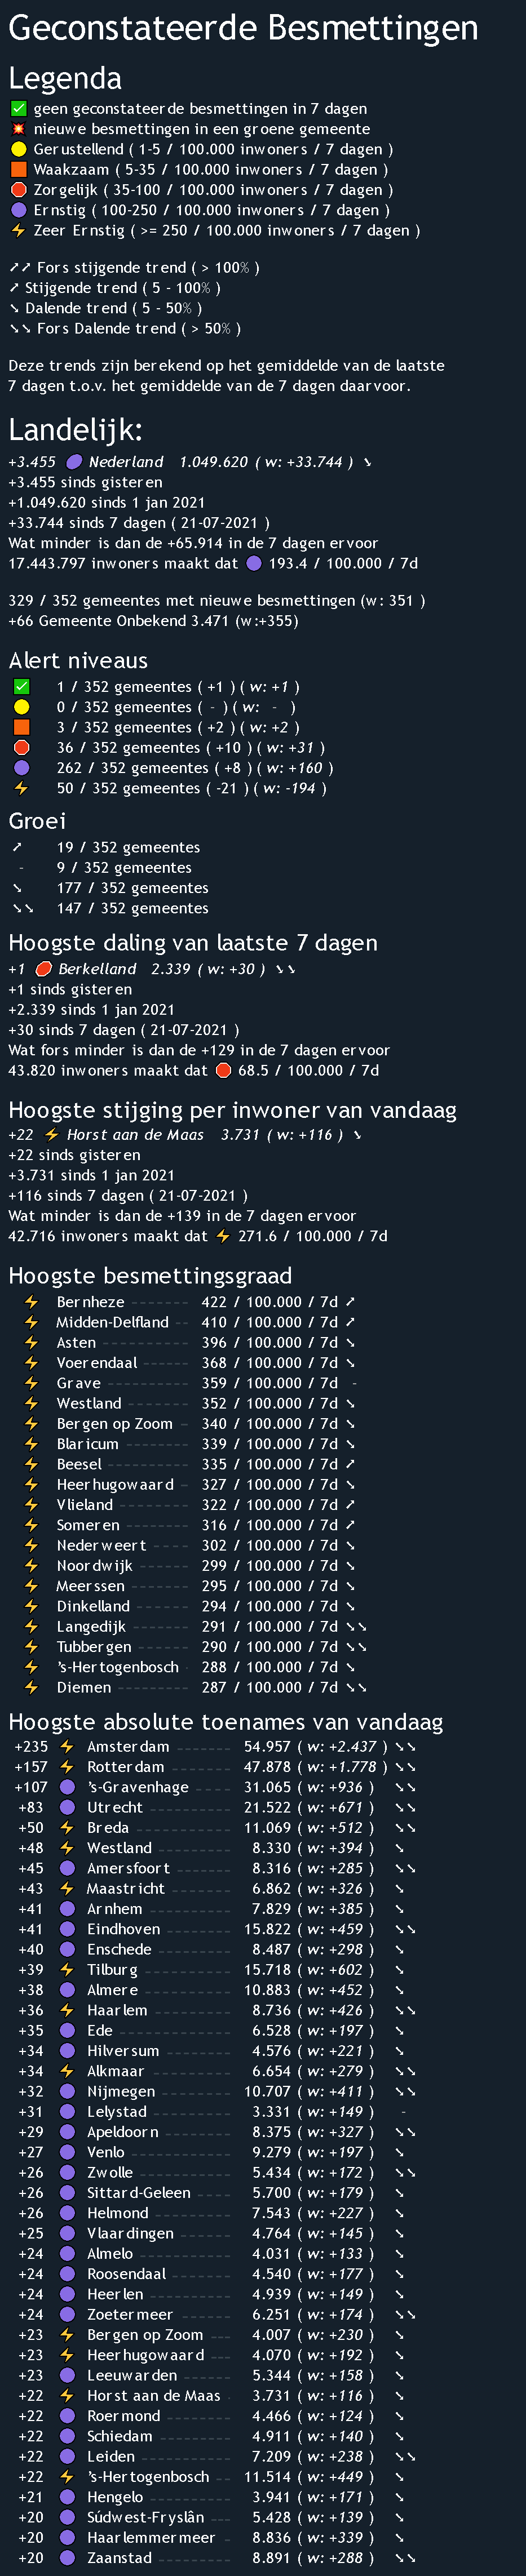 Geconstateerde Besmettingen
Legenda
✅ geen geconstateerde besmettingen in 7 dagen
💥 nieuwe besmettingen in een groene gemeente
🟡 Gerustellend ( 1-5 / 100.000 inwoners / 7 dagen )
🟧 Waakzaam ( 5-35 / 100.000 inwoners / 7 dagen )
🛑 Zorgelijk ( 35-100 / 100.000 inwoners / 7 dagen )
🟣 Ernstig ( 100-250 / 100.000 inwoners / 7 dagen )
⚡ Zeer Ernstig ( >= 250 / 100.000 inwoners / 7 dagen )
↗↗ Fors stijgende trend ( > 100% )
↗ Stijgende trend ( 5 - 100% )
↘ Dalende trend ( 5 - 50% )
↘↘ Fors Dalende trend ( > 50% )
Deze trends zijn berekend op het gemiddelde van de laatste
7 dagen t.o.v. het gemiddelde van de 7 dagen daarvoor.
Landelijk:
+3.455 🟣 Nederland 1.049.620 ( w: +33.744 ) ↘
+3.455 sinds gisteren
+1.049.620 sinds 1 jan 2021
+33.744 sinds 7 dagen ( 21-07-2021 )
Wat minder is dan de +65.914 in de 7 dagen ervoor
17.443.797 inwoners maakt dat 🟣 193.4 / 100.000 / 7d
329 / 352 gemeentes met nieuwe besmettingen (w: 351 )
+66 Gemeente Onbekend 3.471 (w:+355)
Alert niveaus
✅ 1 / 352 gemeentes ( +1 ) ( w: +1 )
🟡 0 / 352 gemeentes ( - ) ( w: - )
🟧 3 / 352 gemeentes ( +2 ) ( w: +2 )
🛑 36 / 352 gemeentes ( +10 ) ( w: +31 )
🟣 262 / 352 gemeentes ( +8 ) ( w: +160 )
⚡ 50 / 352 gemeentes ( -21 ) ( w: -194 )
Groei
↗ 19 / 352 gemeentes
- 9 / 352 gemeentes
↘ 177 / 352 gemeentes
↘↘ 147 / 352 gemeentes
Hoogste daling van laatste 7 dagen
+1 🛑 Berkelland 2.339 ( w: +30 ) ↘↘
+1 sinds gisteren
+2.339 sinds 1 jan 2021
+30 sinds 7 dagen ( 21-07-2021 )
Wat fors minder is dan de +129 in de 7 dagen ervoor
43.820 inwoners maakt dat 🛑 68.5 / 100.000 / 7d
Hoogste stijging per inwoner van vandaag
+22 ⚡ Horst aan de Maas 3.731 ( w: +116 ) ↘
+22 sinds gisteren
+3.731 sinds 1 jan 2021
+116 sinds 7 dagen ( 21-07-2021 )
Wat minder is dan de +139 in de 7 dagen ervoor
42.716 inwoners maakt dat ⚡ 271.6 / 100.000 / 7d
Hoogste besmettingsgraad
⚡ Bernheze 422 / 100.000 / 7d ↗
⚡ Midden-Delfland 410 / 100.000 / 7d ↗
⚡ Asten 396 / 100.000 / 7d ↘
⚡ Voerendaal 368 / 100.000 / 7d ↘
⚡ Grave 359 / 100.000 / 7d -
⚡ Westland 352 / 100.000 / 7d ↘
⚡ Bergen op Zoom 340 / 100.000 / 7d ↘
⚡ Blaricum 339 / 100.000 / 7d ↘
⚡ Beesel 335 / 100.000 / 7d ↗
⚡ Heerhugowaard 327 / 100.000 / 7d ↘
⚡ Vlieland 322 / 100.000 / 7d ↗
⚡ Someren 316 / 100.000 / 7d ↗
⚡ Nederweert 302 / 100.000 / 7d ↘
⚡ Noordwijk 299 / 100.000 / 7d ↘
⚡ Meerssen 295 / 100.000 / 7d ↘
⚡ Dinkelland 294 / 100.000 / 7d ↘
⚡ Langedijk 291 / 100.000 / 7d ↘↘
⚡ Tubbergen 290 / 100.000 / 7d ↘↘
⚡ 's-Hertogenbosch 288 / 100.000 / 7d ↘
⚡ Diemen 287 / 100.000 / 7d ↘↘
Hoogste absolute toenames van vandaag
+235 ⚡ Amsterdam 54.957 ( w: +2.437 ) ↘↘
+157 ⚡ Rotterdam 47.878 ( w: +1.778 ) ↘↘
+107 🟣 's-Gravenhage 31.065 ( w: +936 ) ↘↘
+83 🟣 Utrecht 21.522 ( w: +671 ) ↘↘
+50 ⚡ Breda 11.069 ( w: +512 ) ↘↘
+48 ⚡ Westland 8.330 ( w: +394 ) ↘
+45 🟣 Amersfoort 8.316 ( w: +285 ) ↘↘
+43 ⚡ Maastricht 6.862 ( w: +326 ) ↘
+41 🟣 Arnhem 7.829 ( w: +385 ) ↘
+41 🟣 Eindhoven 15.822 ( w: +459 ) ↘↘
+40 🟣 Enschede 8.487 ( w: +298 ) ↘
+39 ⚡ Tilburg 15.718 ( w: +602 ) ↘
+38 🟣 Almere 10.883 ( w: +452 ) ↘
+36 ⚡ Haarlem 8.736 ( w: +426 ) ↘↘
+35 🟣 Ede 6.528 ( w: +197 ) ↘
+34 🟣 Hilversum 4.576 ( w: +221 ) ↘
+34 ⚡ Alkmaar 6.654 ( w: +279 ) ↘↘
+32 🟣 Nijmegen 10.707 ( w: +411 ) ↘↘
+31 🟣 Lelystad 3.331 ( w: +149 ) -
+29 🟣 Apeldoorn 8.375 ( w: +327 ) ↘↘
+27 🟣 Venlo 9.279 ( w: +197 ) ↘
+26 🟣 Zwolle 5.434 ( w: +172 ) ↘↘
+26 🟣 Sittard-Geleen 5.700 ( w: +179 ) ↘
+26 🟣 Helmond 7.543 ( w: +227 ) ↘
+25 🟣 Vlaardingen 4.764 ( w: +145 ) ↘
+24 🟣 Almelo 4.031 ( w: +133 ) ↘
+24 🟣 Roosendaal 4.540 ( w: +177 ) ↘
+24 🟣 Heerlen 4.939 ( w: +149 ) ↘
+24 🟣 Zoetermeer 6.251 ( w: +174 ) ↘↘
+23 ⚡ Bergen op Zoom 4.007 ( w: +230 ) ↘
+23 ⚡ Heerhugowaard 4.070 ( w: +192 ) ↘
+23 🟣 Leeuwarden 5.344 ( w: +158 ) ↘
+22 ⚡ Horst aan de Maas 3.731 ( w: +116 ) ↘
+22 🟣 Roermond 4.466 ( w: +124 ) ↘
+22 🟣 Schiedam 4.911 ( w: +140 ) ↘
+22 🟣 Leiden 7.209 ( w: +238 ) ↘↘
+22 ⚡ 's-Hertogenbosch 11.514 ( w: +449 ) ↘
+21 🟣 Hengelo 3.941 ( w: +171 ) ↘
+20 🟣 Súdwest-Fryslân 5.428 ( w: +139 ) ↘
+20 🟣 Haarlemmermeer 8.836 ( w: +339 ) ↘
+20 🟣 Zaanstad 8.891 ( w: +288 ) ↘↘